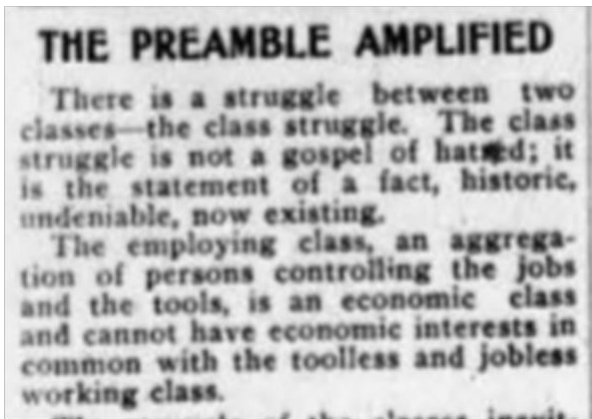 THE PREAMBLE AMPLIFIED
There is a struggle between two
classes—the class struggle. The class
struggle is not a gospel of hatred; it
is the statement of a fact, historic,
undeniable, now existing.
The employing class, an aggrega-
tion of persons controlling the jobs
and the tools, is an economic class
and cannot have economic interests in
common with the toolless and jobless
working class.